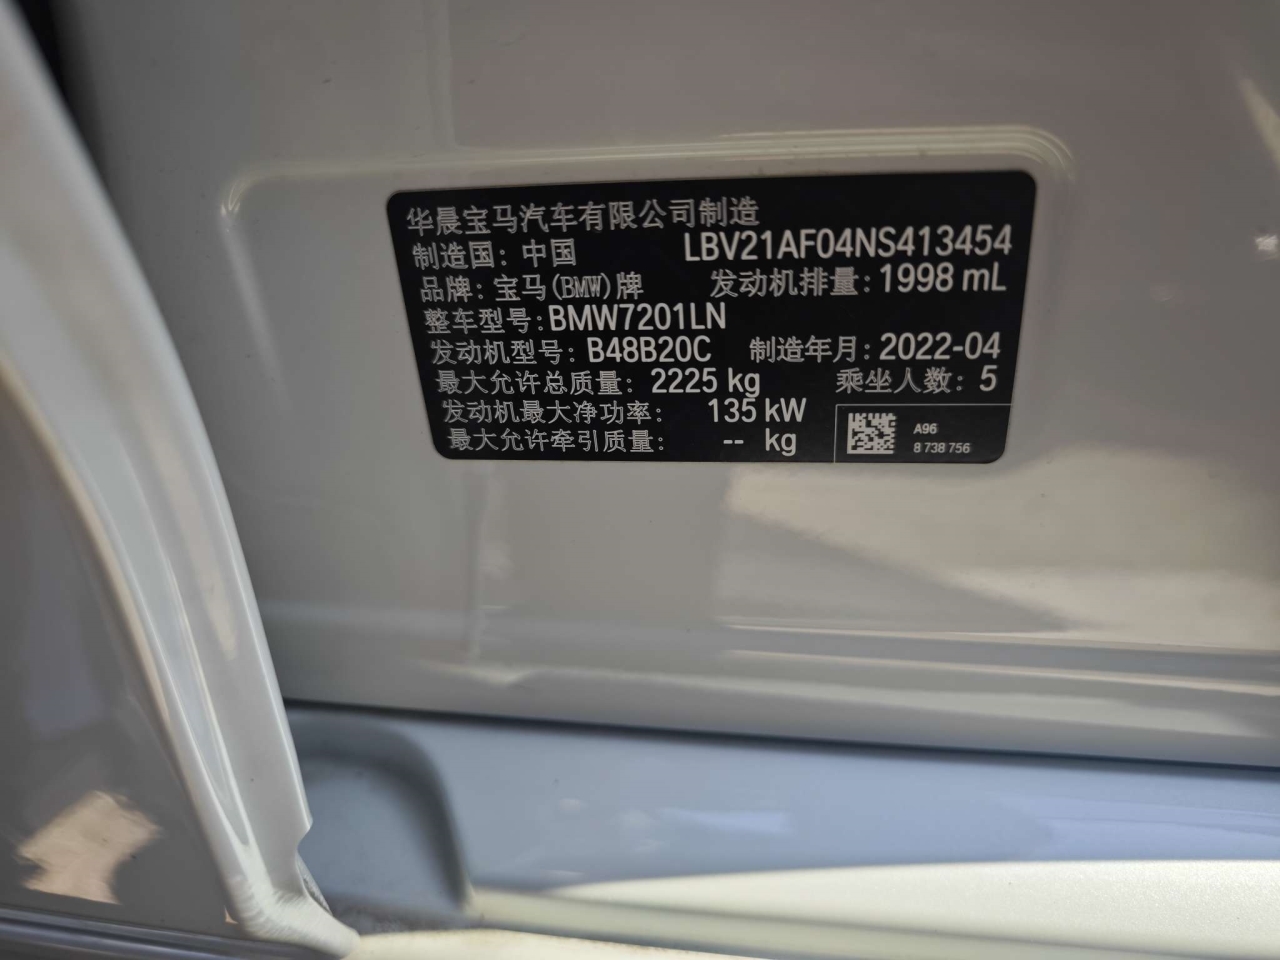 华晨宝马汽车有限公司制造
制造国：中国 LBV21AF04NS413454
品牌：宝马(BMW)牌 发动机排量：1998 mL
整车型号：BMW7201LN
发动机型号：B48B20C 制造年月：2022-04
最大允许总质量：2225 kg 乘坐人数：5
发动机最大净功率：135 kW
最大允许牵引质量：-- kg
A96
8 738 756